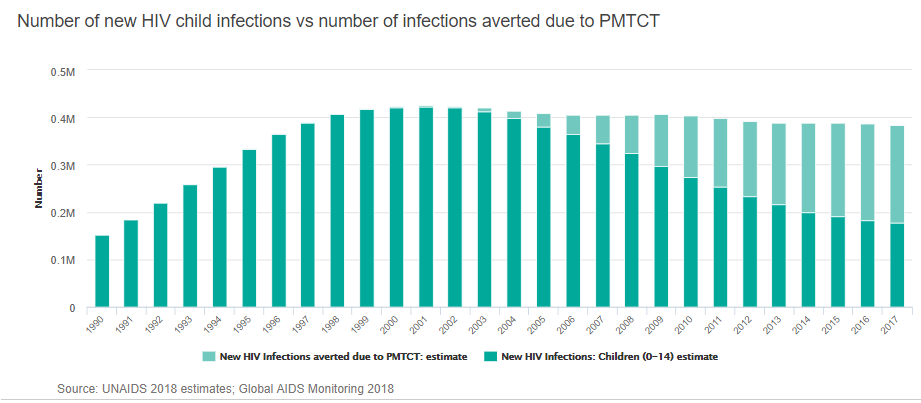 Number of new HIV child infections vs number of infections averted due to PMTCT
0.5M
0.4M
0.3M
0.2M
0.1M
0
Number
1990 1991 1992 1993 1994 1995 1996 1997 1998 1999 2000 2001 2002 2003 2004 2005 2006 2007 2008 2009 2010 2011 2012 2013 2014 2015 2016 2017
New HIV Infections averted due to PMTCT: estimate New HIV Infections: Children (0–14) estimate
Source: UNAIDS 2018 estimates; Global AIDS Monitoring 2018